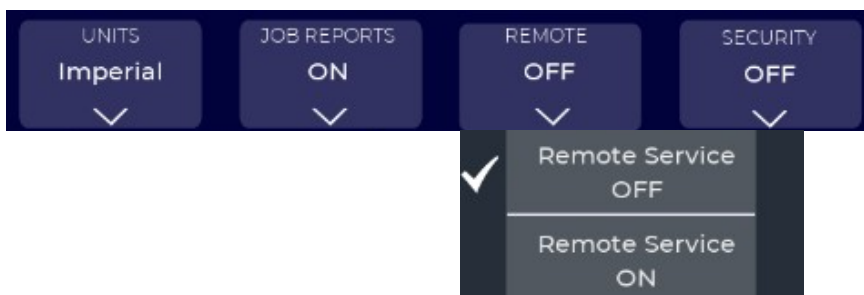 UNITS JOB REPORTS REMOTE SECURITY
Imperial ON OFF OFF
Remote Service
OFF
Remote Service
ON